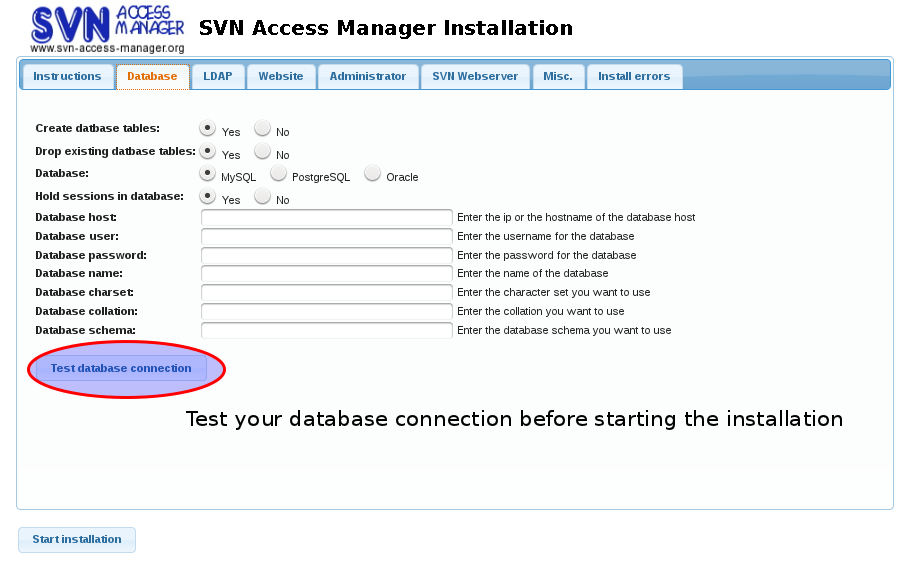 SVN ACCESS MANAGER
www.svn-access-manager.org
SVN Access Manager Installation
Instructions Database LDAP Website Administrator SVN Webserver Misc. Install errors
Create datbase tables: Yes No
Drop existing datbase tables: Yes No
Database: MySQL PostgreSQL Oracle
Hold sessions in database: Yes No
Database host: Enter the ip or the hostname of the database host
Database user: Enter the username for the database
Database password: Enter the password for the database
Database name: Enter the name of the database
Database charset: Enter the character set you want to use
Database collation: Enter the collation you want to use
Database schema: Enter the database schema you want to use
Test database connection
Test your database connection before starting the installation
Start installation